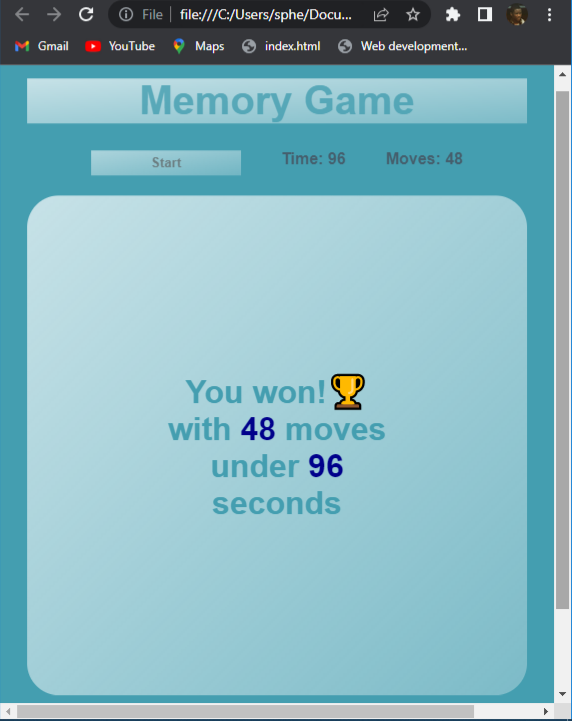 File file:///C:/Users/sphe/Docu...
Gmail YouTube Maps index.html Web development...
Memory Game
Start Time: 96 Moves: 48
You won!🏆
with 48 moves
under 96
seconds